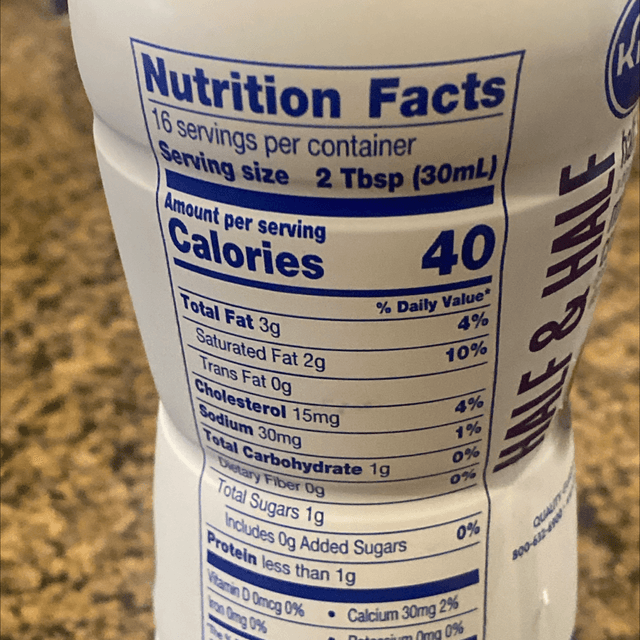 Nutrition Facts
16 servings per container
Serving size 2 Tbsp (30mL)
Amount per serving
Calories 40
% Daily Value*
Total Fat 3g 4%
Saturated Fat 2g 10%
Trans Fat 0g
Cholesterol 15mg 4%
Sodium 30mg 1%
Total Carbohydrate 1g 0%
Dietary Fiber 0g 0%
Total Sugars 1g
Includes 0g Added Sugars 0%
Protein less than 1g
Vitamin D 0mcg 0% • Calcium 30mg 2%
Iron 0mg 0% Potassium 0mg 0%
HALF & HALF